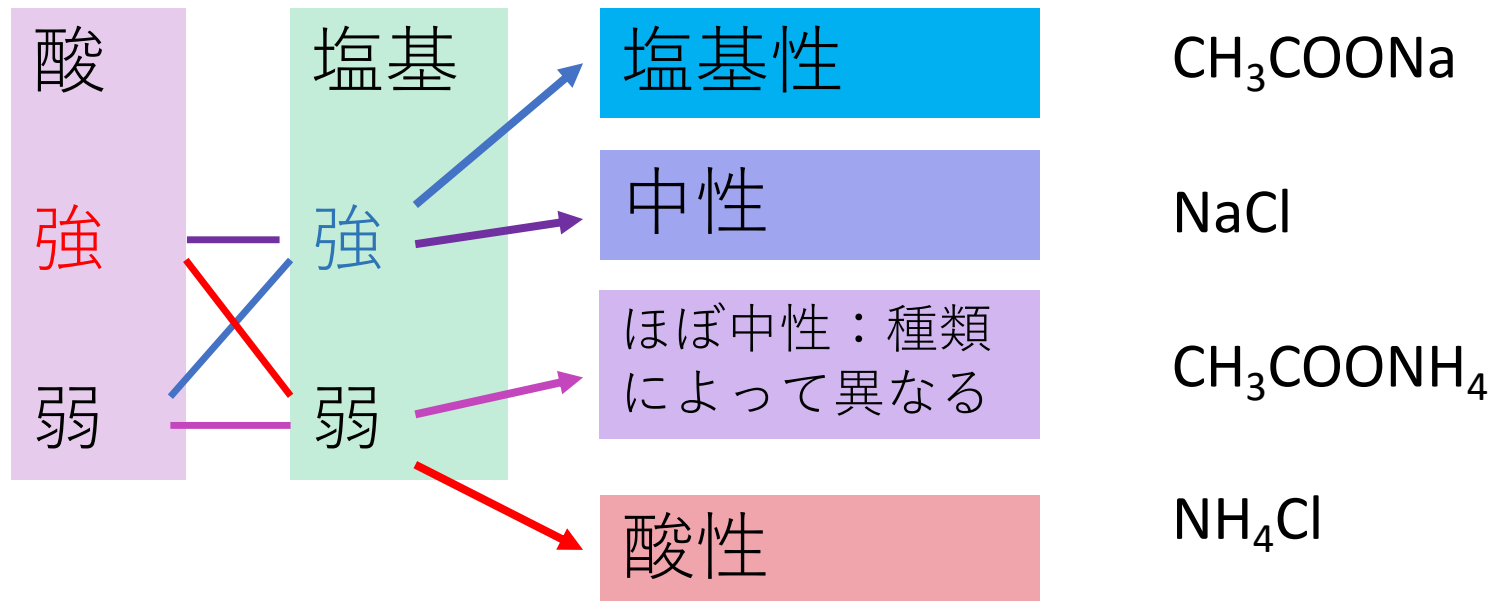 酸
強
弱
塩基
強
弱
塩基性
中性
ほぼ中性：種類
によって異なる
酸性
CH₃COONa
NaCl
CH₃COONH₄
NH₄Cl